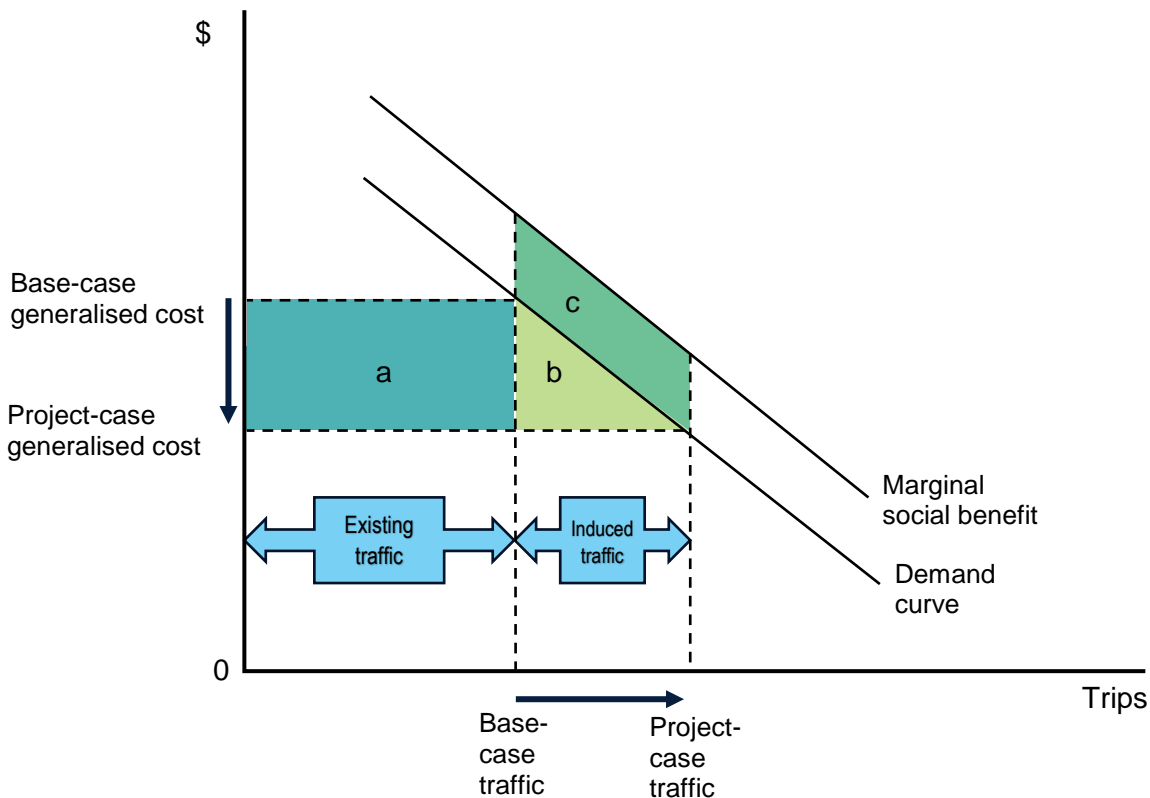 $
Base-case
generalised cost
c
a
b
Project-case
generalised cost
Existing
traffic
Induced
traffic
Marginal
social benefit
Demand
curve
0
Trips
Base-
case
traffic
Project-
case
traffic